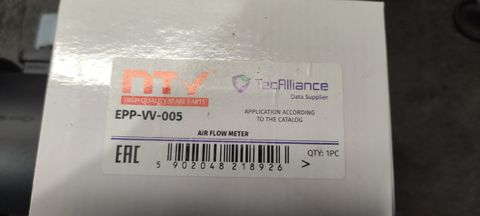 NTY
HIGH QUALITY SPARE PARTS
TecAlliance
Data Supplier
EPP-VV-005
APPLICATION ACCORDING
TO THE CATALOG
AIR FLOW METER
EAC
QTY: 1PC
5 902048 218926 >